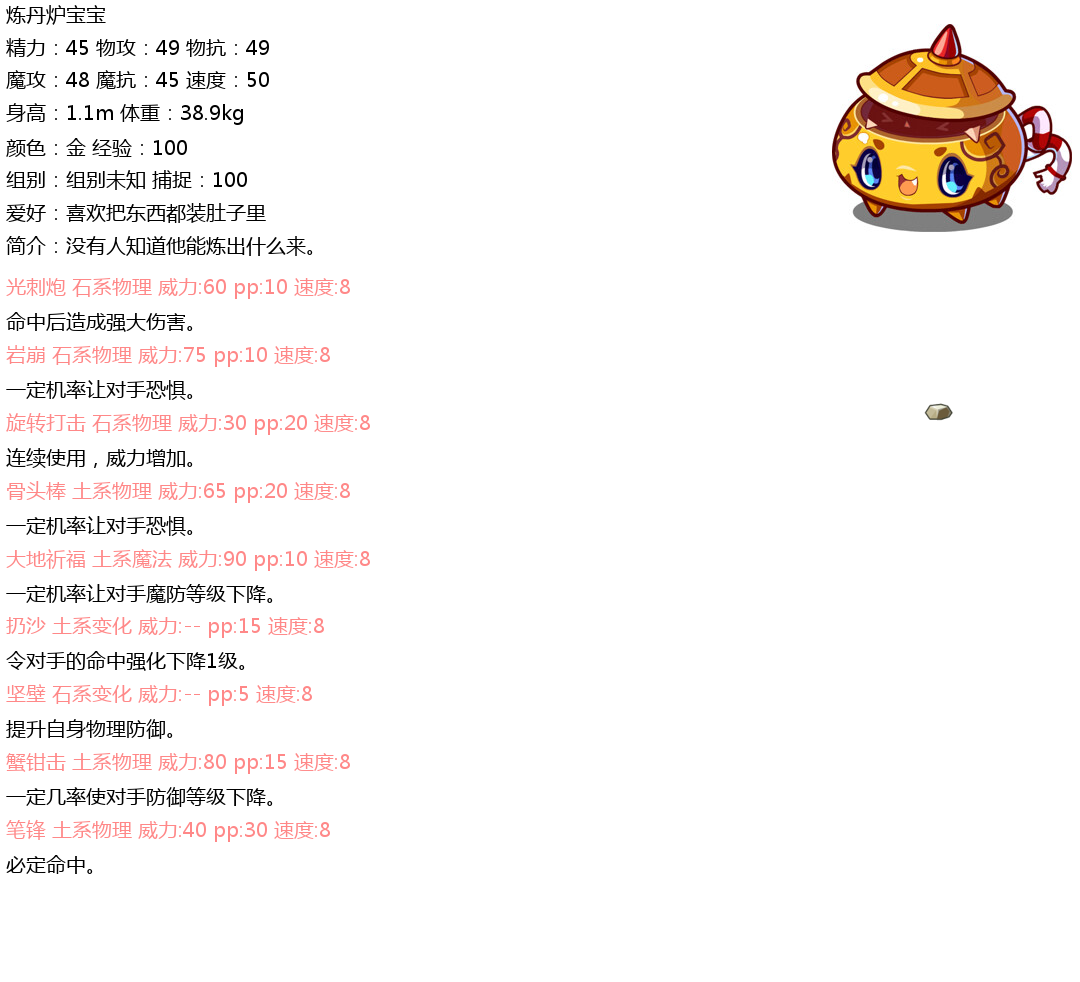 炼丹炉宝宝
精力：45 物攻：49 物抗：49
魔攻：48 魔抗：45 速度：50
身高：1.1m 体重：38.9kg
颜色：金 经验：100
组别：组别未知 捕捉：100
爱好：喜欢把东西都装肚子里
简介：没有人知道他能炼出什么来。
光刺炮 石系物理 威力:60 pp:10 速度:8
命中后造成强大伤害。
岩崩 石系物理 威力:75 pp:10 速度:8
一定机率让对手恐惧。
旋转打击 石系物理 威力:30 pp:20 速度:8
连续使用，威力增加。
骨头棒 土系物理 威力:65 pp:20 速度:8
一定机率让对手恐惧。
大地祈福 土系魔法 威力:90 pp:10 速度:8
一定机率让对手魔防等级下降。
扔沙 土系变化 威力:-- pp:15 速度:8
令对手的命中强化下降1级。
坚壁 石系变化 威力:-- pp:5 速度:8
提升自身物理防御。
蟹钳击 土系物理 威力:80 pp:15 速度:8
一定几率使对手防御等级下降。
笔锋 土系物理 威力:40 pp:30 速度:8
必定命中。